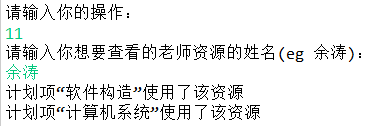 请输入你的操作：
11
请输入你想要查看的老师资源的姓名(eg 余涛)：
余涛
计划项“软件构造”使用了该资源
计划项“计算机系统”使用了该资源